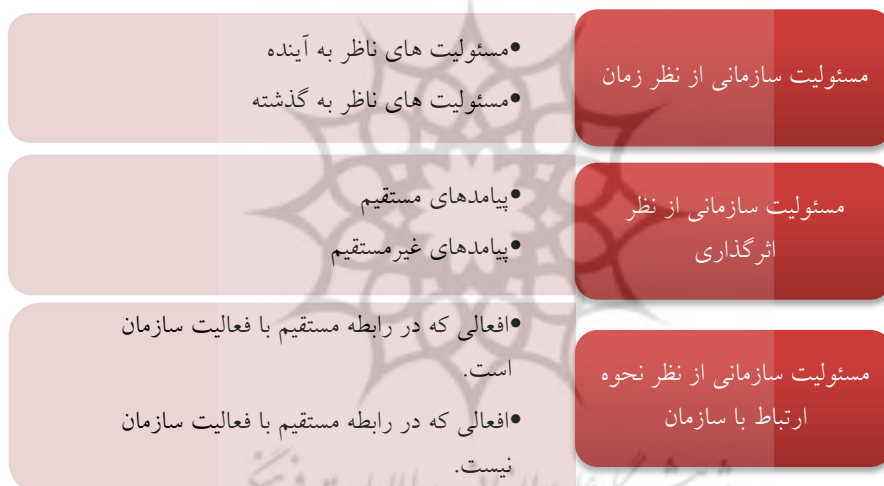 مسئولیت سازمانی از نظر زمان
•مسئولیت های ناظر به آینده
•مسئولیت های ناظر به گذشته
مسئولیت سازمانی از نظر
اثرگذاری
•پیامدهای مستقیم
•پیامدهای غیرمستقیم
مسئولیت سازمانی از نظر نحوه
ارتباط با سازمان
•افعالی که در رابطه مستقیم با فعالیت سازمان
است.
•افعالی که در رابطه مستقیم با فعالیت سازمان
نیست.